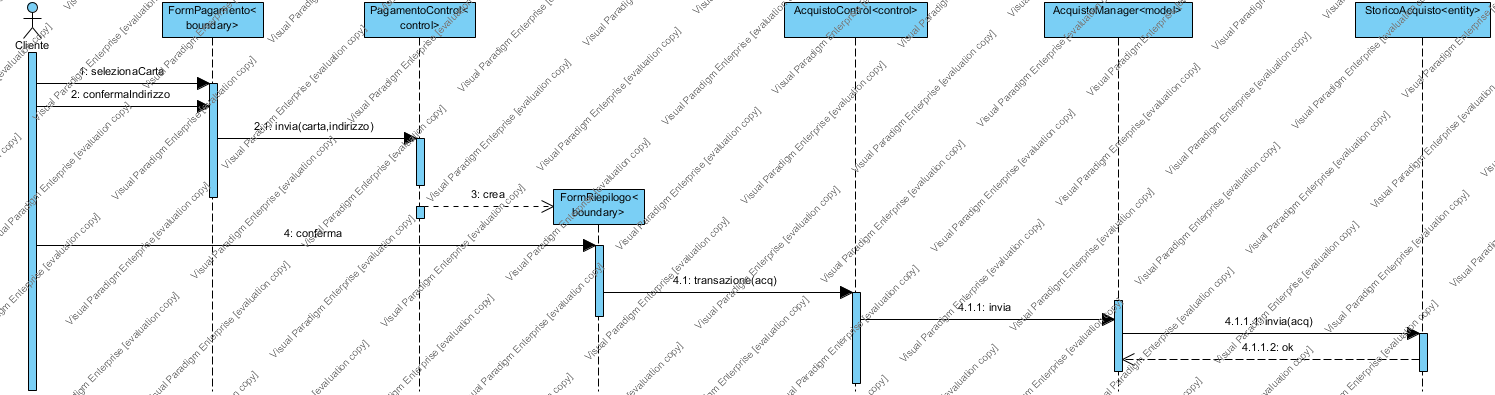 FormPagamento<
boundary>
PagamentoControl<
control>
AcquistoControl<control>
AcquistoManager<model>
StoricoAcquisto<entity>
Cliente
1: selezionaCarta
2: confermaIndirizzo
2.1: invia(carta,indirizzo)
3: crea
FormRiepilogo<
boundary>
4: conferma
4.1: transazione(acq)
4.1.1: invia
4.1.1.1: invia(acq)
4.1.1.2: ok
Visual Paradigm Enterprise [evaluation copy]